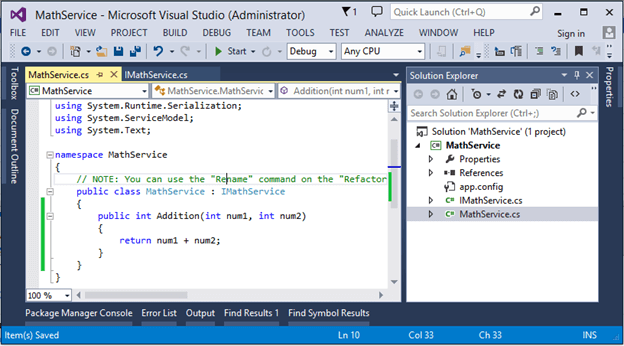 MathService - Microsoft Visual Studio (Administrator)
1
Quick Launch (Ctrl+Q)
FILE EDIT VIEW PROJECT BUILD DEBUG TEAM TOOLS TEST ANALYZE WINDOW HELP Sign in
Start Debug Any CPU
Toolbox
Document Outline
MathService.cs IMathService.cs
MathService MathService.MathServi Addition(int num1, int n
using System.Runtime.Serialization;
using System.ServiceModel;
using System.Text;
namespace MathService
{
// NOTE: You can use the "Rename" command on the "Refactor
public class MathService : IMathService
{
public int Addition(int num1, int num2)
{
return num1 + num2;
}
}
}
100 %
Solution Explorer
Search Solution Explorer (Ctrl+;)
Solution 'MathService' (1 project)
MathService
Properties
References
app.config
IMathService.cs
MathService.cs
Properties
Package Manager Console Error List Output Find Results 1 Find Symbol Results
Item(s) Saved Ln 10 Col 33 Ch 33 INS